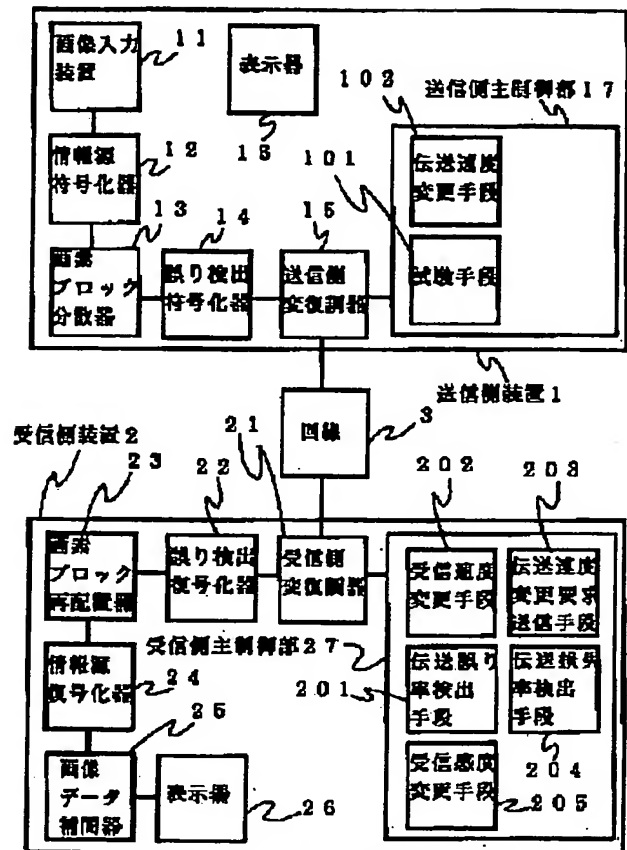 画像入力
装置
11
表示器
16
102
送信側主制御部17
情報源
符号化器
12
101
伝送速度
変更手段
13
14
15
画素
ブロック
分散器
誤り検出
符号化器
送信側
変復調器
試験手段
送信側装置1
回線
3
受信側装置2
23
22
21
202
203
画素
ブロック
再配置器
誤り検出
復号化器
受信側
変復調器
受信速度
変更手段
伝送速度
変更要求
送信手段
受信側主制御部27
情報源
復号化器
24
201
伝送誤り
率検出
手段
伝送損失
率検出
手段
25
204
画像
データ
補間器
表示器
26
受信感度
変更手段
205